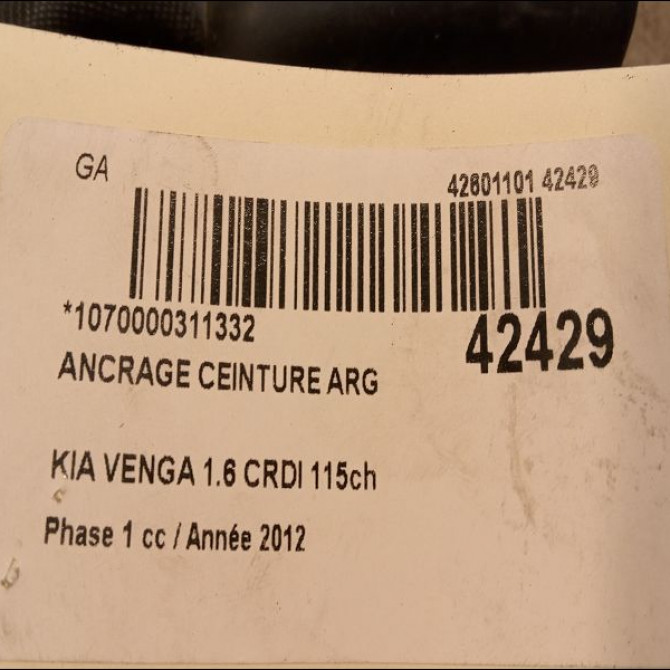 GA
42601101 42429
*1070000311332
42429
ANCRAGE CEINTURE ARG
KIA VENGA 1.6 CRDI 115ch
Phase 1 cc / Année 2012